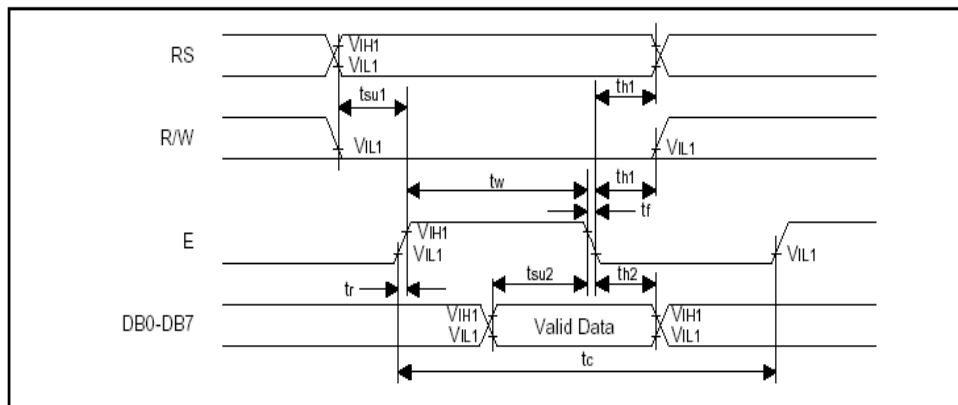 RS VIH1
VIL1
tsu1 th1
R/W VIL1 VIL1
tw th1
tf
E VIH1
VIL1 VIL1
tsu2 th2
tr
DB0-DB7 VIH1 Valid Data VIH1
VIL1 VIL1
tc